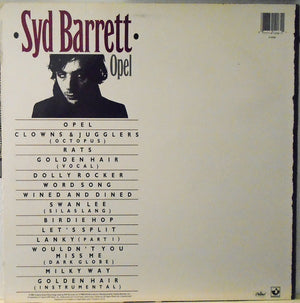 · Syd Barrett ·
Opel
OPEL
CLOWNS & JUGGLERS
(OCTOPUS)
RATS
GOLDEN HAIR
(VOCAL)
DOLLY ROCKER
WORD SONG
WINED AND DINED
SWAN LEE
(SILAS LANG)
BIRDIE HOP
LET'S SPLIT
LANKY (PART I)
WOULDN'T YOU
MISS ME
(DARK GLOBE)
MILKY WAY
GOLDEN HAIR
(INSTRUMENTAL)